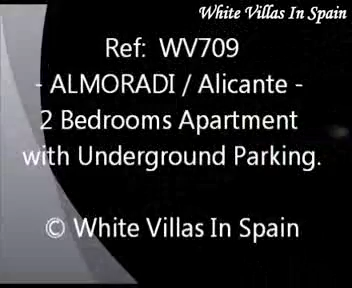 White Villas In Spain
Ref: WV709
- ALMORADI / Alicante -
2 Bedrooms Apartment
with Underground Parking.
© White Villas In Spain